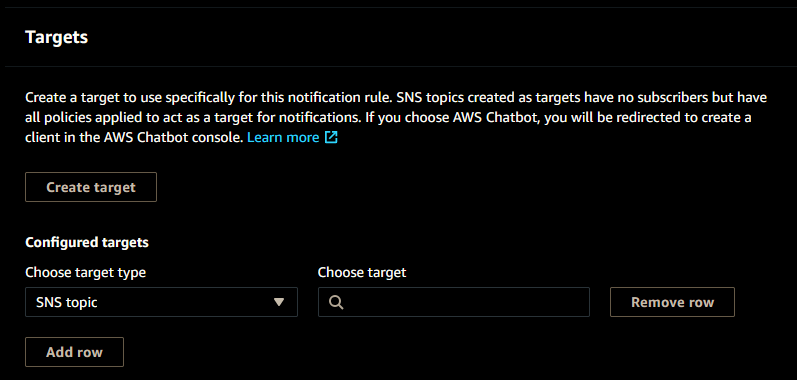 Targets
Create a target to use specifically for this notification rule. SNS topics created as targets have no subscribers but have
all policies applied to act as a target for notifications. If you choose AWS Chatbot, you will be redirected to create a
client in the AWS Chatbot console. Learn more
Create target
Configured targets
Choose target type
Choose target
SNS topic
Remove row
Add row